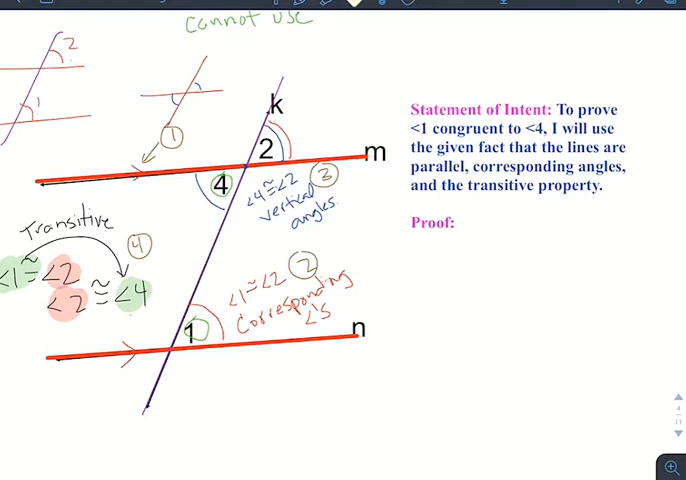 cannot use
2
1
1
k
2
m
4
<4≅<2 3
vertical
angles.
Transitive
4
<1≅<2
<2≅<4
<1≅<2 2
Corresponding
<'s
1
n
Statement of Intent: To prove
<1 congruent to <4, I will use
the given fact that the lines are
parallel, corresponding angles,
and the transitive property.
Proof:
4
11